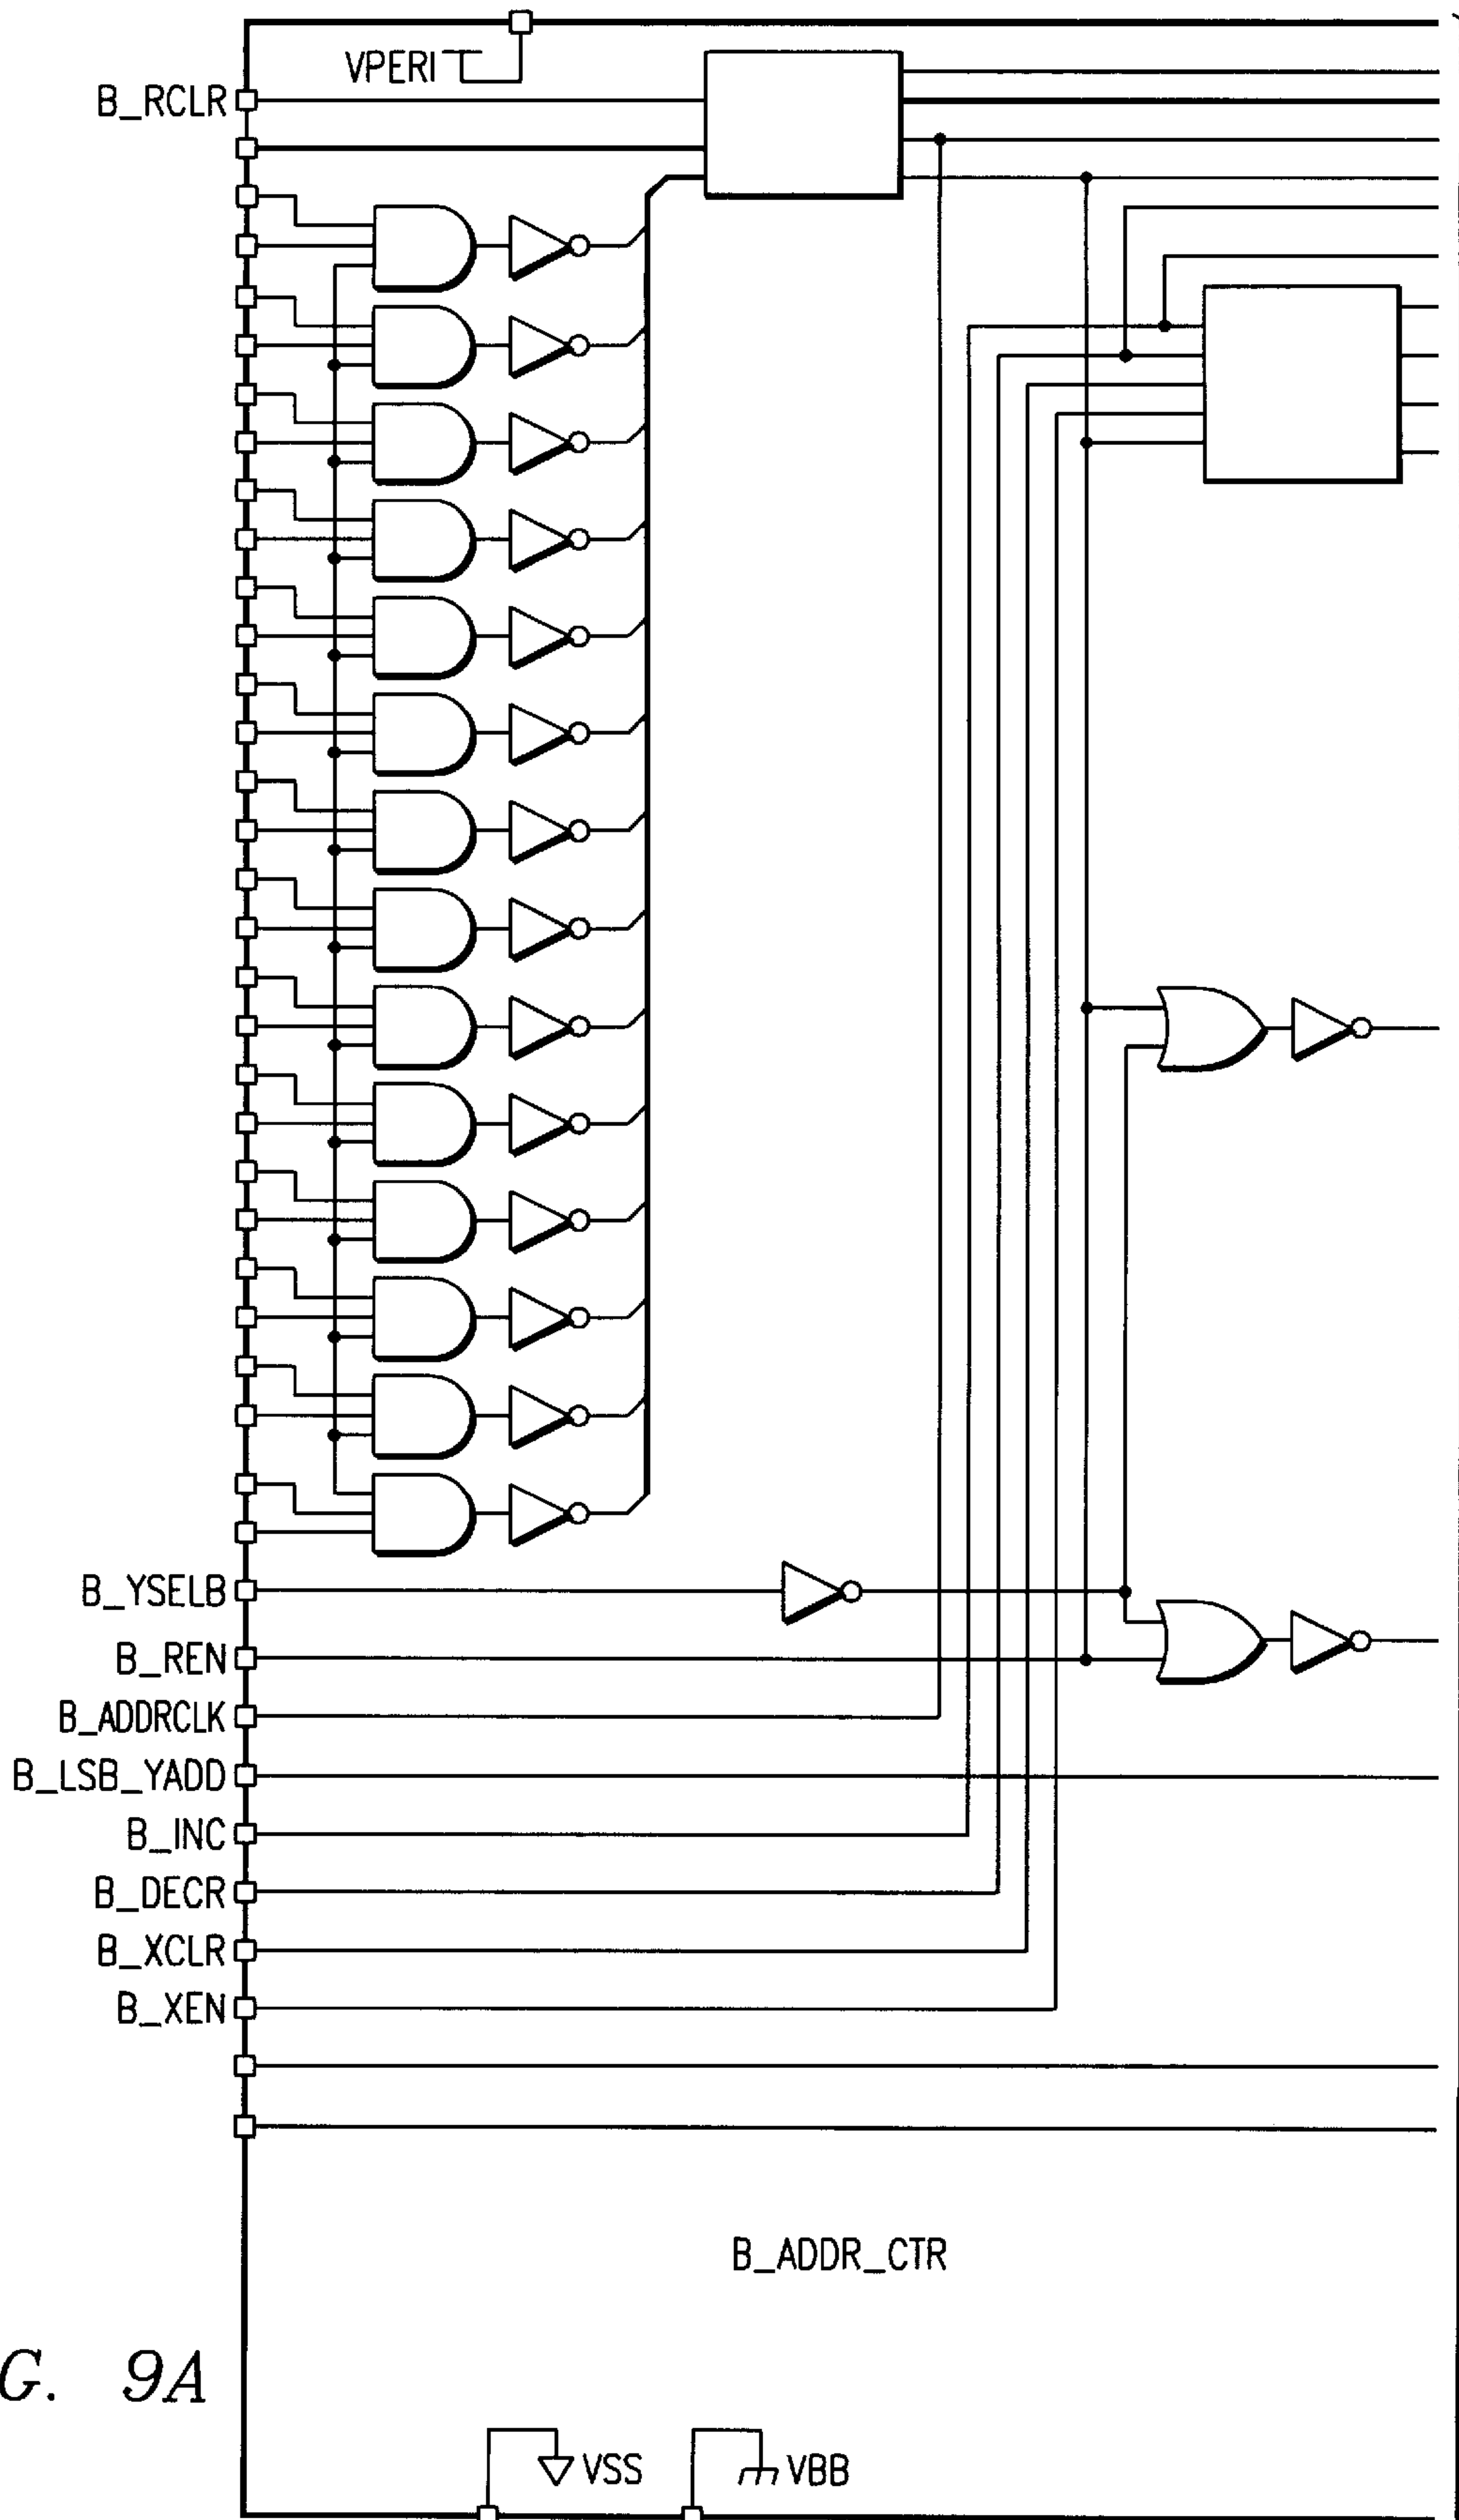 VPERI
B_RCLR
B_YSELB
B_REN
B_ADDRCLK
B_LSB_YADD
B_INC
B_DECR
B_XCLR
B_XEN
B_ADDR_CTR
G. 9A
VSS
VBB